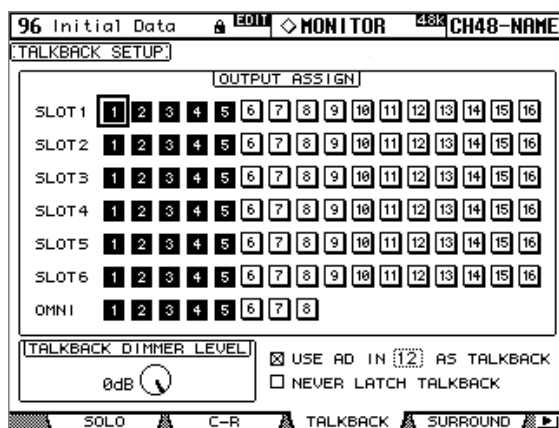 96 Initial Data EDIT ◇MONITOR 48K CH48-NAME
TALKBACK SETUP
OUTPUT ASSIGN
SLOT1 1 2 3 4 5 6 7 8 9 10 11 12 13 14 15 16
SLOT2 1 2 3 4 5 6 7 8 9 10 11 12 13 14 15 16
SLOT3 1 2 3 4 5 6 7 8 9 10 11 12 13 14 15 16
SLOT4 1 2 3 4 5 6 7 8 9 10 11 12 13 14 15 16
SLOT5 1 2 3 4 5 6 7 8 9 10 11 12 13 14 15 16
SLOT6 1 2 3 4 5 6 7 8 9 10 11 12 13 14 15 16
OMNI 1 2 3 4 5 6 7 8
TALKBACK DIMMER LEVEL
0dB
USE AD IN 12 AS TALKBACK
NEVER LATCH TALKBACK
SOLO C-R TALKBACK SURROUND